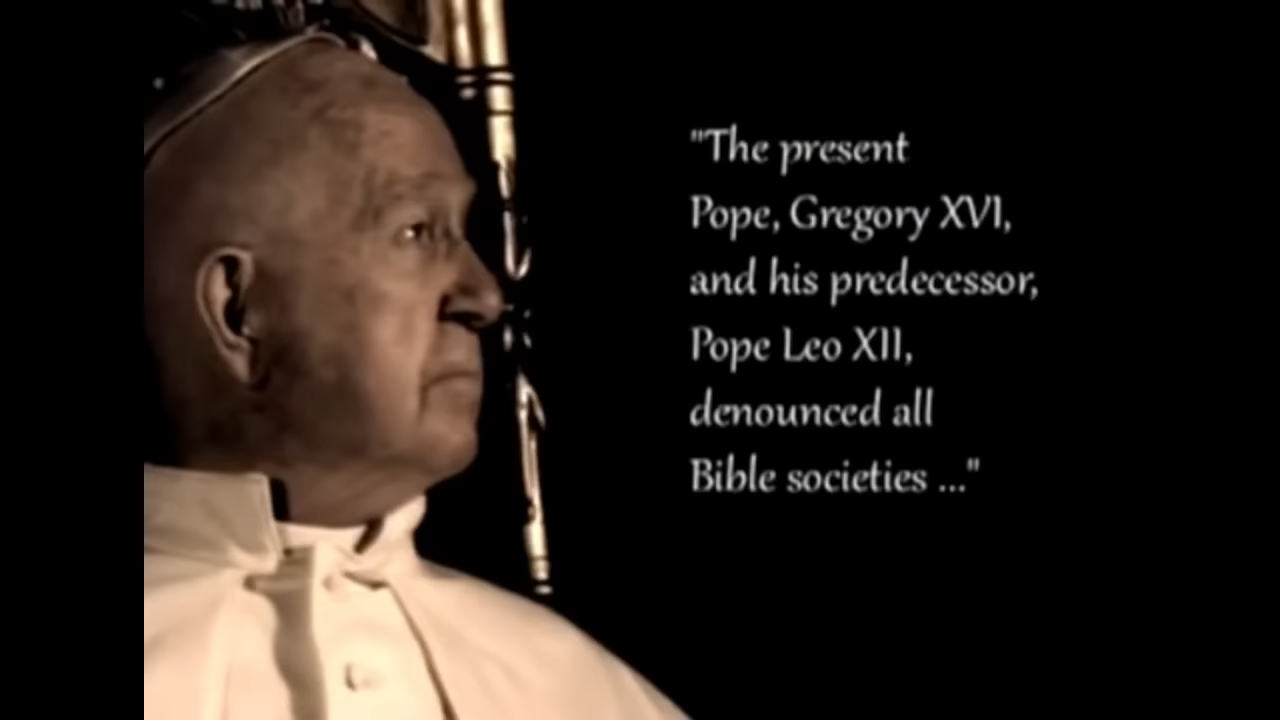 "The present
Pope, Gregory XVI,
and his predecessor,
Pope Leo XII,
denounced all
Bible societies ..."